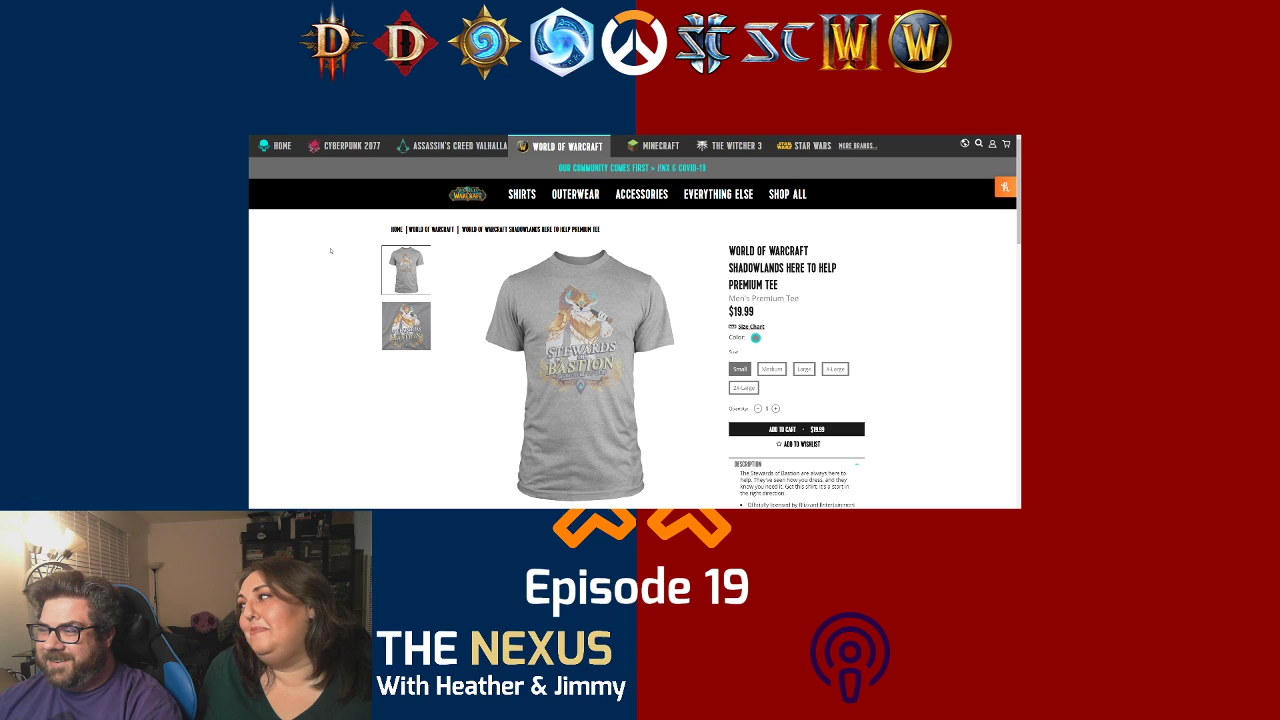 HOME
CYBERPUNK 2077
ASSASSIN'S CREED VALHALLA
WORLD OF WARCRAFT
MINECRAFT
THE WITCHER 3
STAR WARS
MORE BRANDS...
OUR COMMUNITY COMES FIRST > J!NX & COVID-19
WARCRAFT
SHIRTS
OUTERWEAR
ACCESSORIES
EVERYTHING ELSE
SHOP ALL
HOME | WORLD OF WARCRAFT | WORLD OF WARCRAFT SHADOWLANDS HERE TO HELP PREMIUM TEE
STEWARDS
BASTION
WORLD OF WARCRAFT
SHADOWLANDS HERE TO HELP
PREMIUM TEE
Men's Premium Tee
$19.99
Size Chart
Color:
Size:
Small
Medium
Large
X-Large
2X-Large
Quantity:
1
ADD TO CART - $19.99
ADD TO WISHLIST
DESCRIPTION
The Stewards of Bastion are always here to
help. They've seen how you dress, and they
know you need it. Get this shirt; it's a start in
the right direction.
Officially licensed by Blizzard Entertainment
Episode 19
THE NEXUS
With Heather & Jimmy